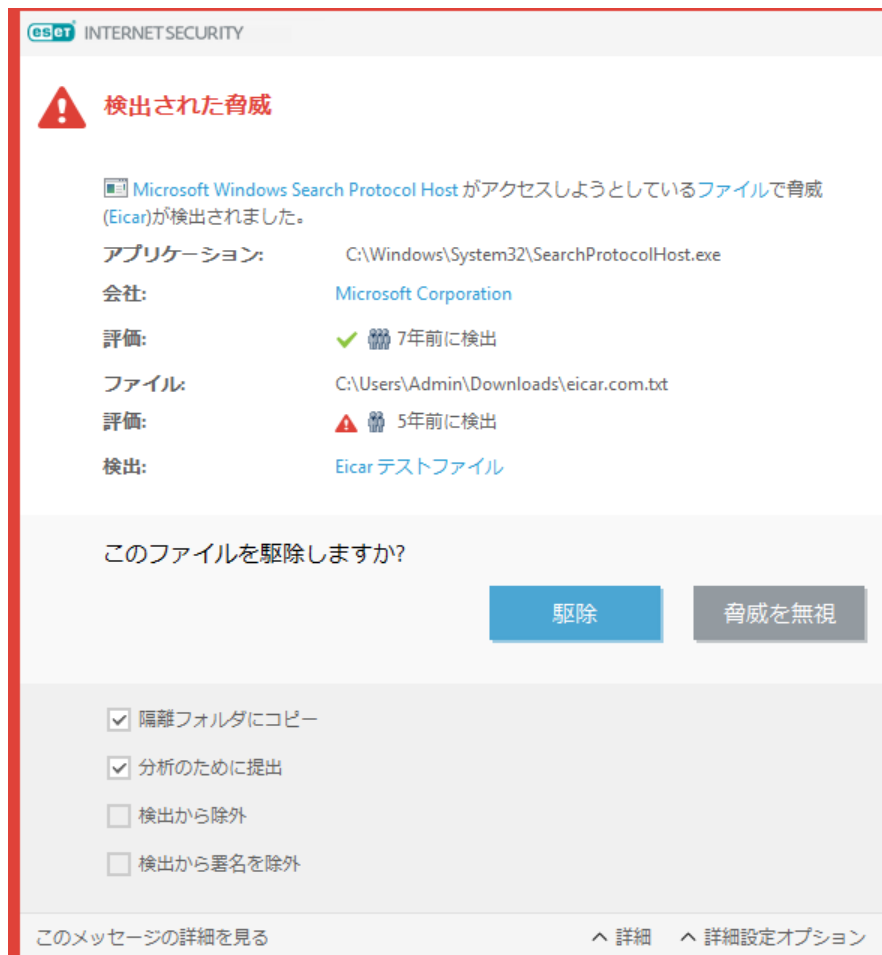 eset INTERNET SECURITY
検出された脅威
Microsoft Windows Search Protocol Host がアクセスしようとしているファイルで脅威
(Eicar)が検出されました。
アプリケーション: C:\Windows\System32\SearchProtocolHost.exe
会社: Microsoft Corporation
評価: 7年前に検出
ファイル: C:\Users\Admin\Downloads\eicar.com.txt
評価: 5年前に検出
検出: Eicar テストファイル
このファイルを駆除しますか?
駆除 脅威を無視
隔離フォルダにコピー
分析のために提出
検出から除外
検出から署名を除外
このメッセージの詳細を見る 詳細 詳細設定オプション